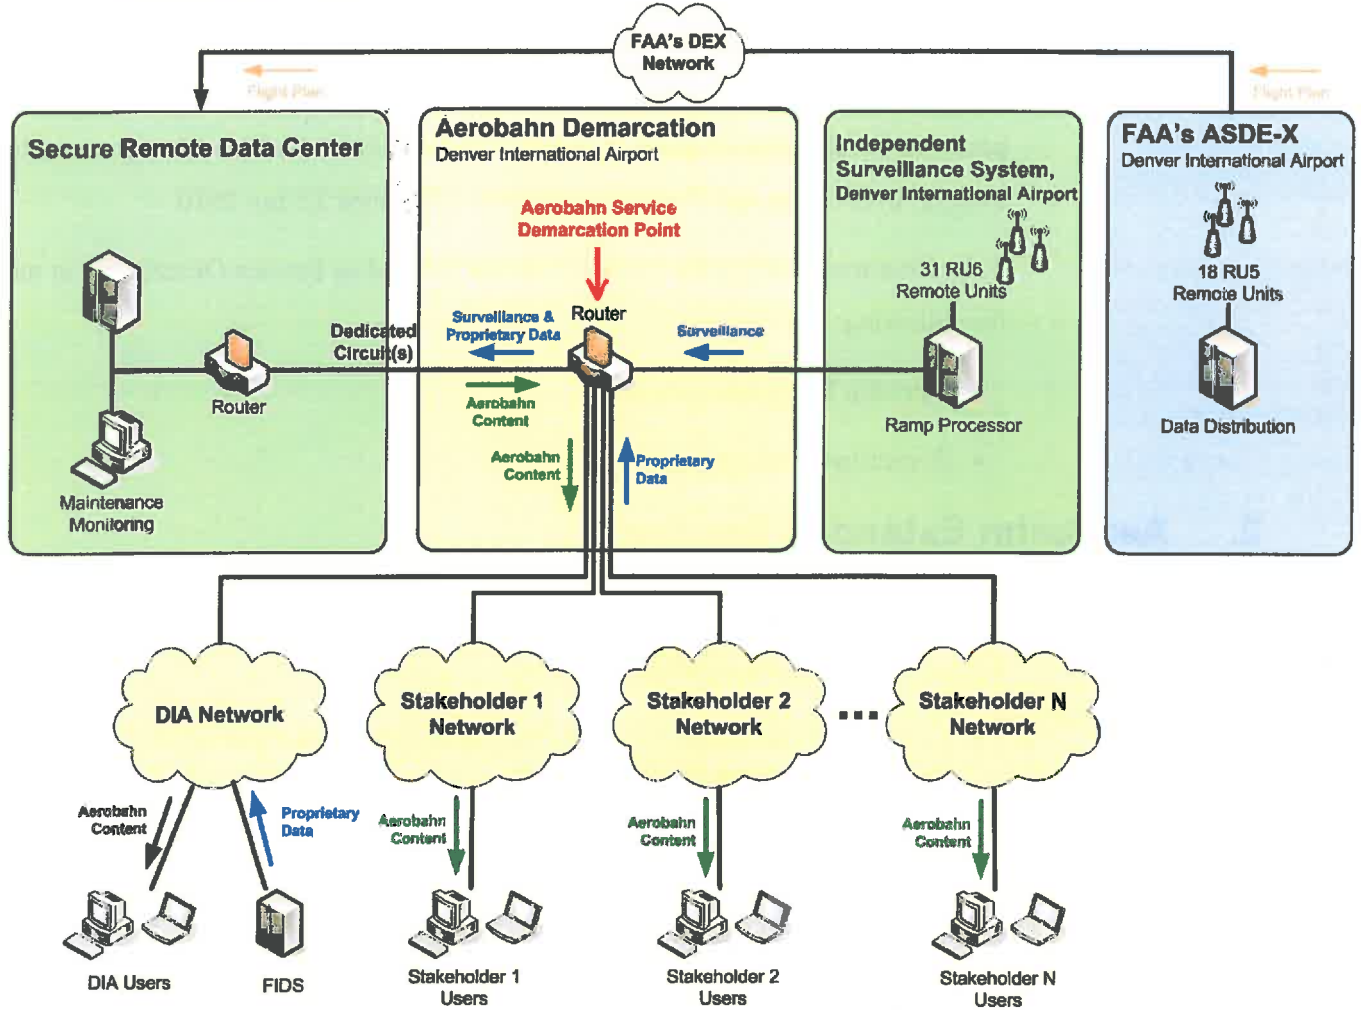 FAA's DEX
Network
Flight Plan
Flight Plan
Secure Remote Data Center
Aerobahn Demarcation
Denver International Airport
Independent
Surveillance System,
Denver International Airport
FAA's ASDE-X
Denver International Airport
Aerobahn Service
Demarcation Point
31 RU6
Remote Units
18 RU5
Remote Units
Router
Surveillance &
Proprietary Data
Surveillance
Dedicated
Circuit(s)
Router
Aerobahn
Content
Ramp Processor
Data Distribution
Aerobahn
Content
Proprietary
Data
Maintenance
Monitoring
DIA Network
Stakeholder 1
Network
Stakeholder 2
Network
Stakeholder N
Network
Aerobahn
Content
Proprietary
Data
Aerobahn
Content
Aerobahn
Content
Aerobahn
Content
DIA Users
FIDS
Stakeholder 1
Users
Stakeholder 2
Users
Stakeholder N
Users